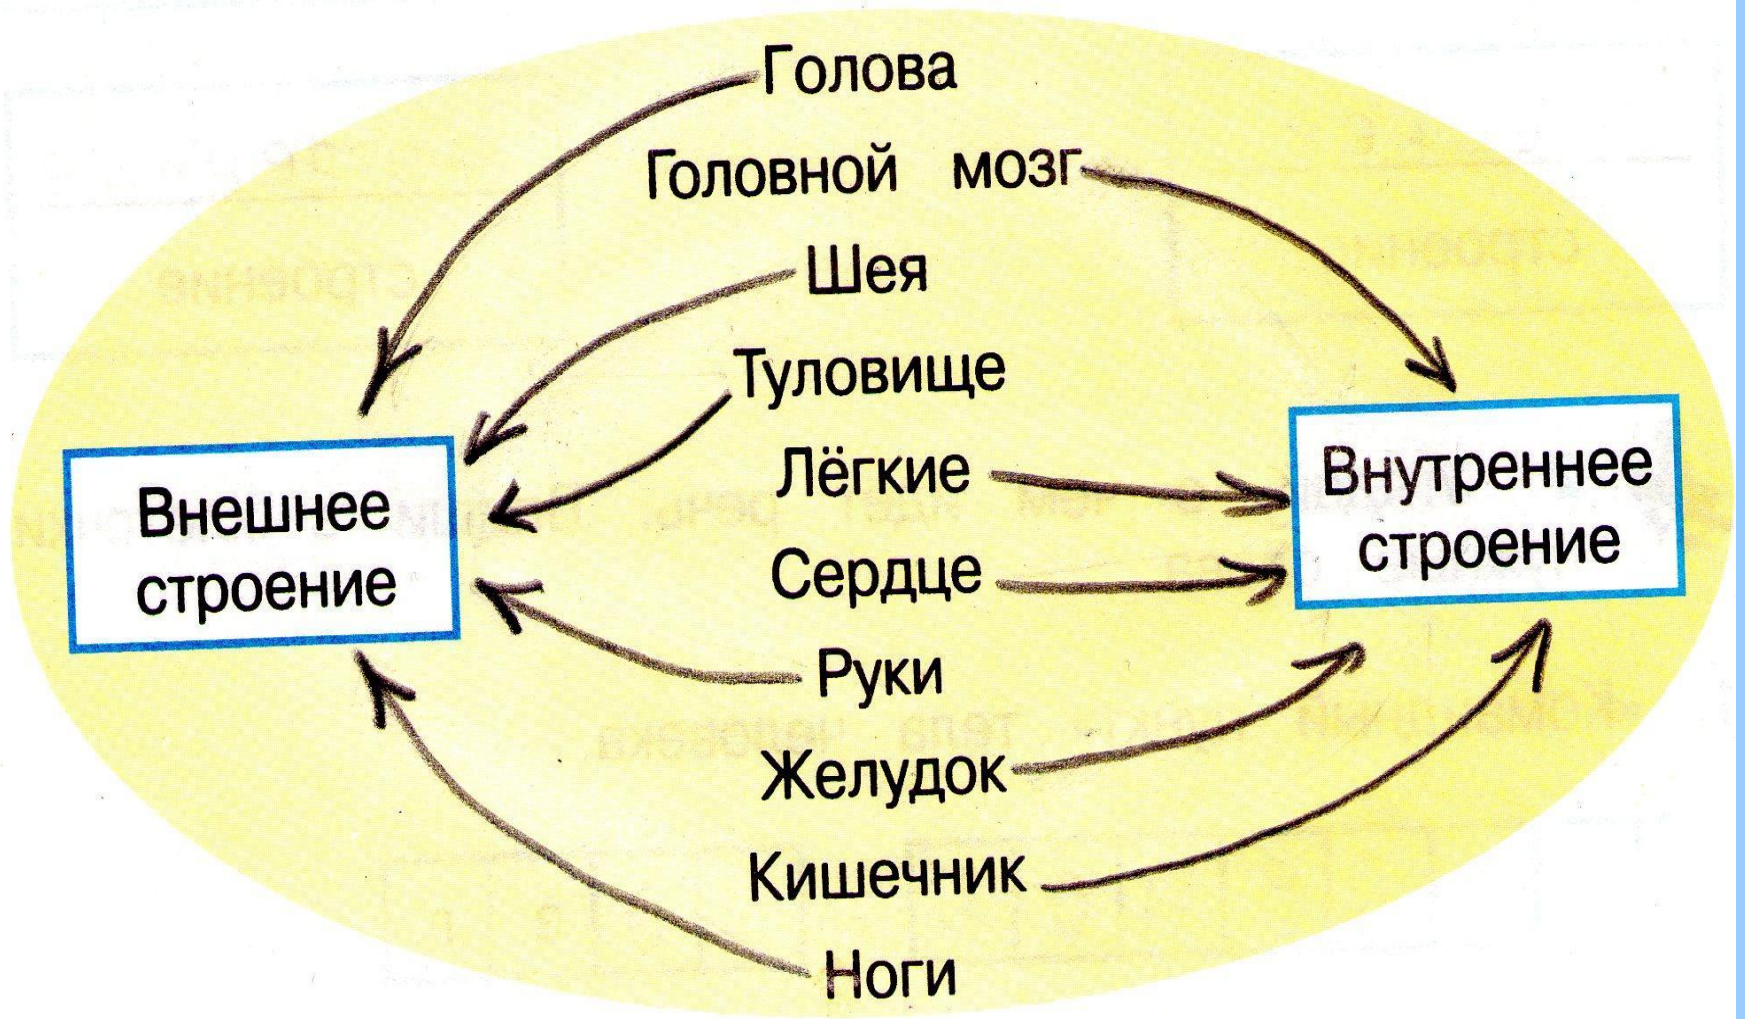 Голова
Головной мозг
Шея
Туловище
Лёгкие
Сердце
Руки
Желудок
Кишечник
Ноги
Внешнее
строение
Внутреннее
строение